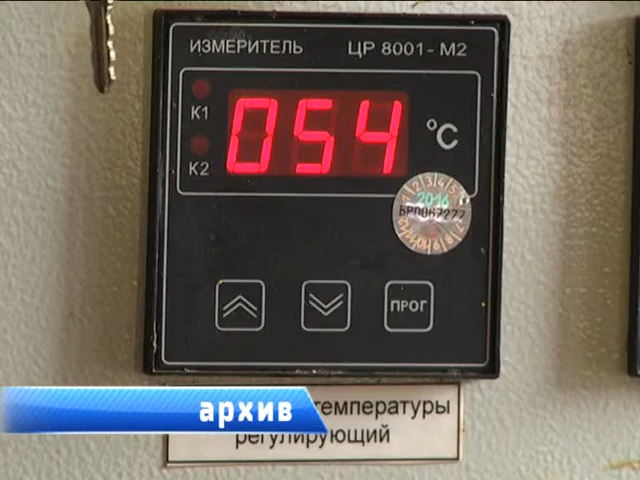 ИЗМЕРИТЕЛЬ ЦР 8001-М2
К1
054 °С
К2
2016
ПРОГ
архив
температуры
регулирующий